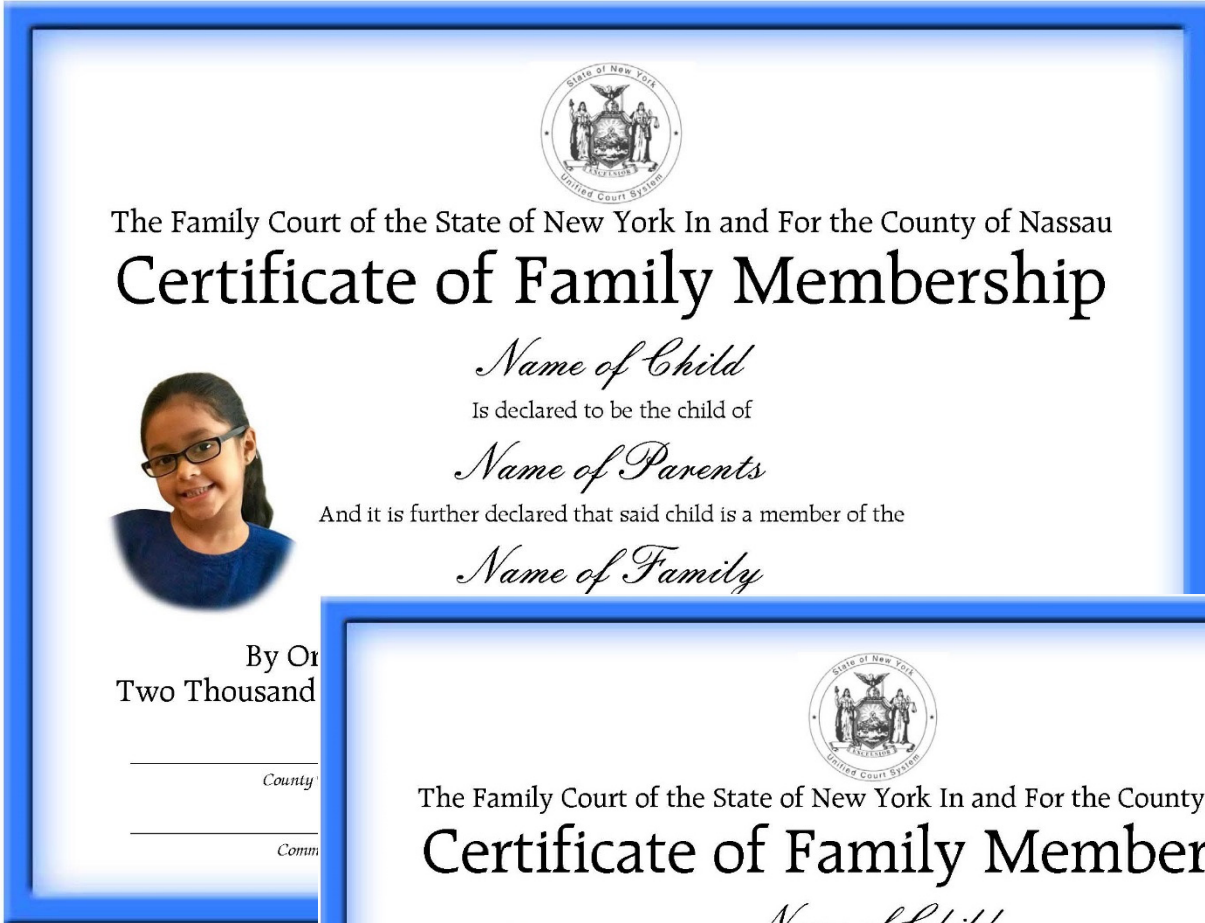 State of New York
Unified Court System
EXCELSIOR
The Family Court of the State of New York In and For the County of Nassau
Certificate of Family Membership
Name of Child
Is declared to be the child of
Name of Parents
And it is further declared that said child is a member of the
Name of Family
By Or
Two Thousand
County
Comm
State of New York
Unified Court System
EXCELSIOR
The Family Court of the State of New York In and For the County
Certificate of Family Member
Name of Child